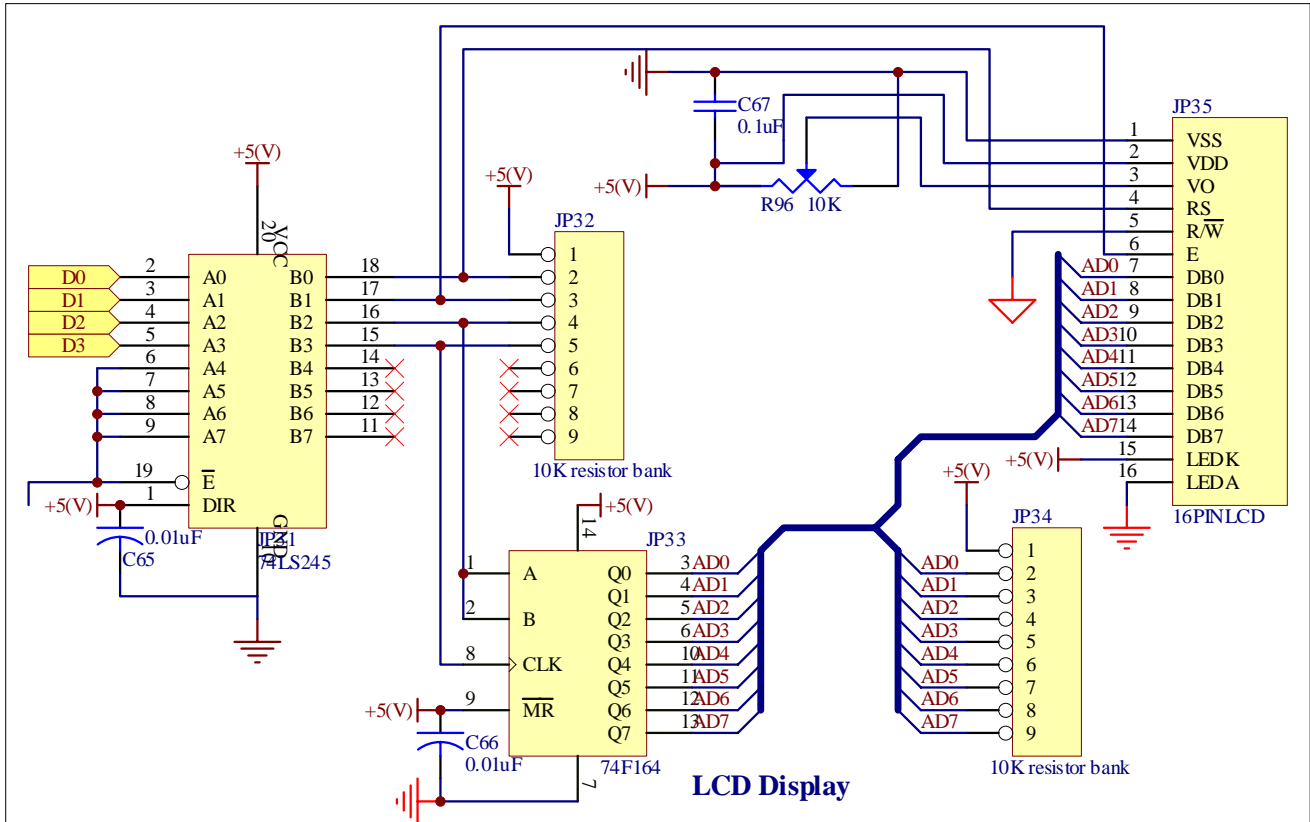 +5(V)
20
VCC
D0 2 A0 B0 18
D1 3 A1 B1 17
D2 4 A2 B2 16
D3 5 A3 B3 15
6 A4 B4 14
7 A5 B5 13
8 A6 B6 12
9 A7 B7 11
19 E
+5(V) 1 DIR
GND
10
0.01uF
C65
JP31
74LS245
+5(V)
JP32
1
2
3
4
5
6
7
8
9
10K resistor bank
C67
0.1uF
+5(V)
R96 10K
JP35
1 VSS
2 VDD
3 VO
4 RS
5 R/W
6 E
AD0 7 DB0
AD1 8 DB1
AD2 9 DB2
AD3 10 DB3
AD4 11 DB4
AD5 12 DB5
AD6 13 DB6
AD7 14 DB7
+5(V) 15 LEDK
16 LEDA
16PINLCD
+5(V)
14
JP33
1 A Q0 3 AD0
Q1 4 AD1
2 B Q2 5 AD2
Q3 6 AD3
8 CLK Q4 10 AD4
Q5 11 AD5
+5(V) 9 MR Q6 12 AD6
Q7 13 AD7
C66
0.01uF
74F164
7
+5(V)
JP34
1
AD0 2
AD1 3
AD2 4
AD3 5
AD4 6
AD5 7
AD6 8
AD7 9
10K resistor bank
LCD Display